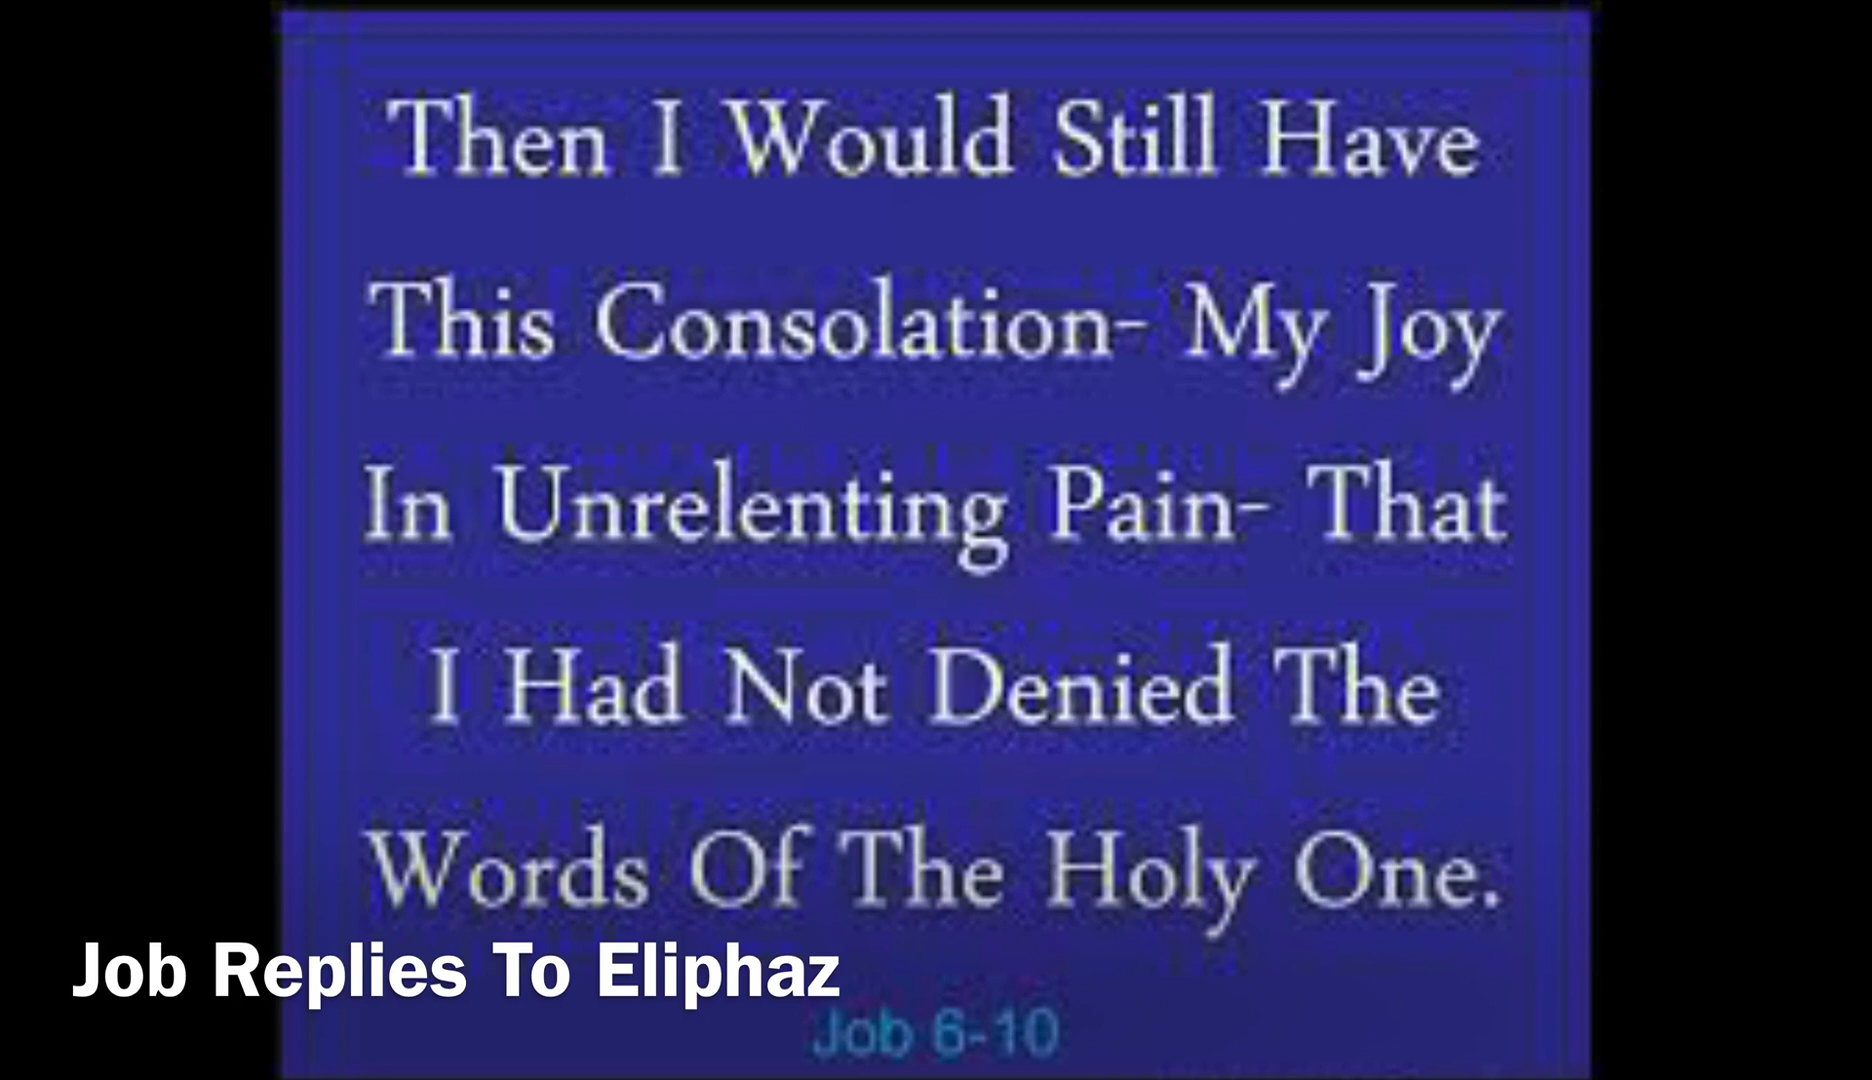 Then I Would Still Have
This Consolation- My Joy
In Unrelenting Pain- That
I Had Not Denied The
Words Of The Holy One.
Job Replies To Eliphaz
Job 6-10